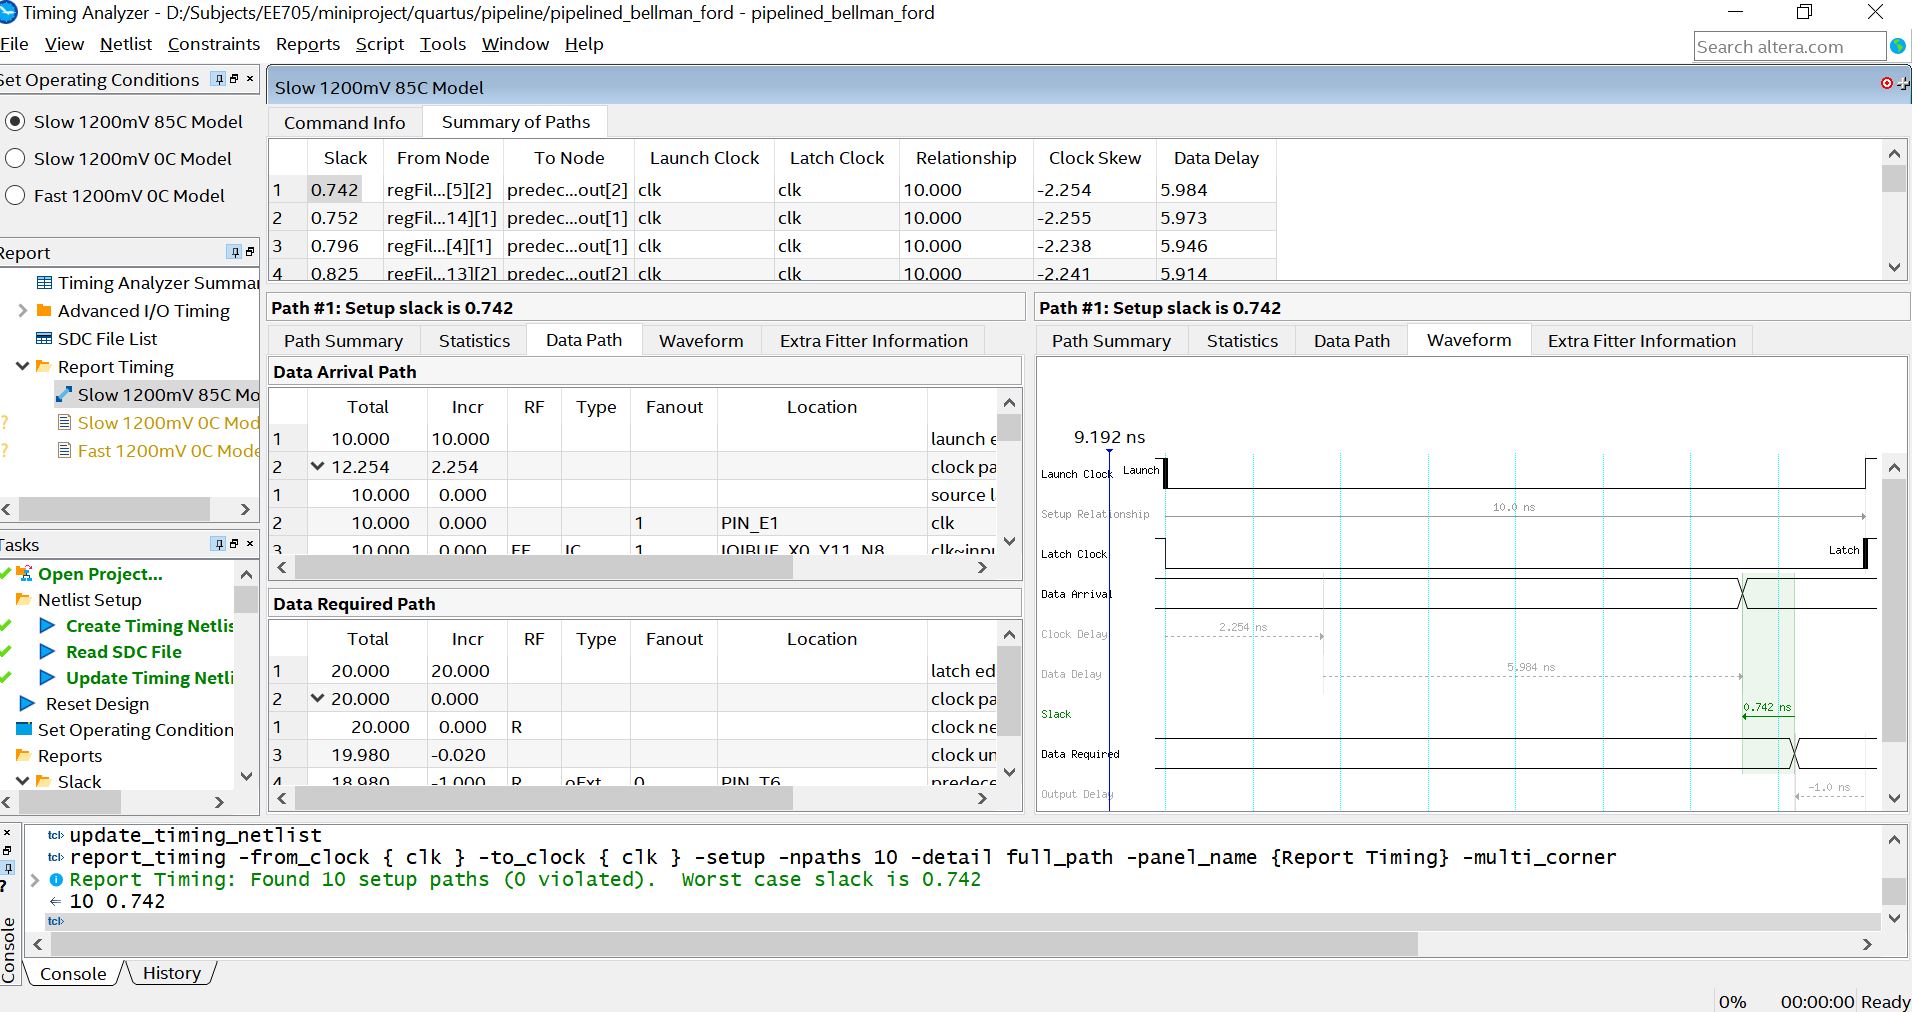 Timing Analyzer - D:/Subjects/EE705/miniproject/quartus/pipeline/pipelined_bellman_ford - pipelined_bellman_ford
File View Netlist Constraints Reports Script Tools Window Help
Search altera.com
Set Operating Conditions
Slow 1200mV 85C Model
Slow 1200mV 0C Model
Fast 1200mV 0C Model
Report
Timing Analyzer Summar
Advanced I/O Timing
SDC File List
Report Timing
Slow 1200mV 85C Mo
Slow 1200mV 0C Mod
Fast 1200mV 0C Mode
Tasks
Open Project...
Netlist Setup
Create Timing Netlis
Read SDC File
Update Timing Netli
Reset Design
Set Operating Condition
Reports
Slack
Slow 1200mV 85C Model
Command Info Summary of Paths
Slack From Node To Node Launch Clock Latch Clock Relationship Clock Skew Data Delay
1 0.742 regFil...[5][2] predec...out[2] clk clk 10.000 -2.254 5.984
2 0.752 regFil...14][1] predec...out[1] clk clk 10.000 -2.255 5.973
3 0.796 regFil...[4][1] predec...out[1] clk clk 10.000 -2.238 5.946
4 0.825 regFil...13][2] predec...out[2] clk clk 10.000 -2.241 5.914
Path #1: Setup slack is 0.742
Path Summary Statistics Data Path Waveform Extra Fitter Information
Data Arrival Path
Total Incr RF Type Fanout Location
1 10.000 10.000 launch e
2 12.254 2.254 clock pa
1 10.000 0.000 source l
2 10.000 0.000 1 PIN_E1 clk
3 10.000 0.000 FF IC 1 IOIBUF_X0_Y11_N8 clk~inpu
Data Required Path
Total Incr RF Type Fanout Location
1 20.000 20.000 latch ed
2 20.000 0.000 clock pa
1 20.000 0.000 R clock ne
3 19.980 -0.020 clock un
4 18.980 -1.000 R oExt 0 PIN_T6 predece
Path #1: Setup slack is 0.742
Path Summary Statistics Data Path Waveform Extra Fitter Information
9.192 ns
Launch Clock Launch
Setup Relationship 10.0 ns
Latch Clock Latch
Data Arrival
Clock Delay 2.254 ns
Data Delay 5.984 ns
Slack 0.742 ns
Data Required
Output Delay -1.0 ns
tcl> update_timing_netlist
tcl> report_timing -from_clock { clk } -to_clock { clk } -setup -npaths 10 -detail full_path -panel_name {Report Timing} -multi_corner
Report Timing: Found 10 setup paths (0 violated).  Worst case slack is 0.742
10 0.742
tcl>
Console
Console History
0% 00:00:00 Ready